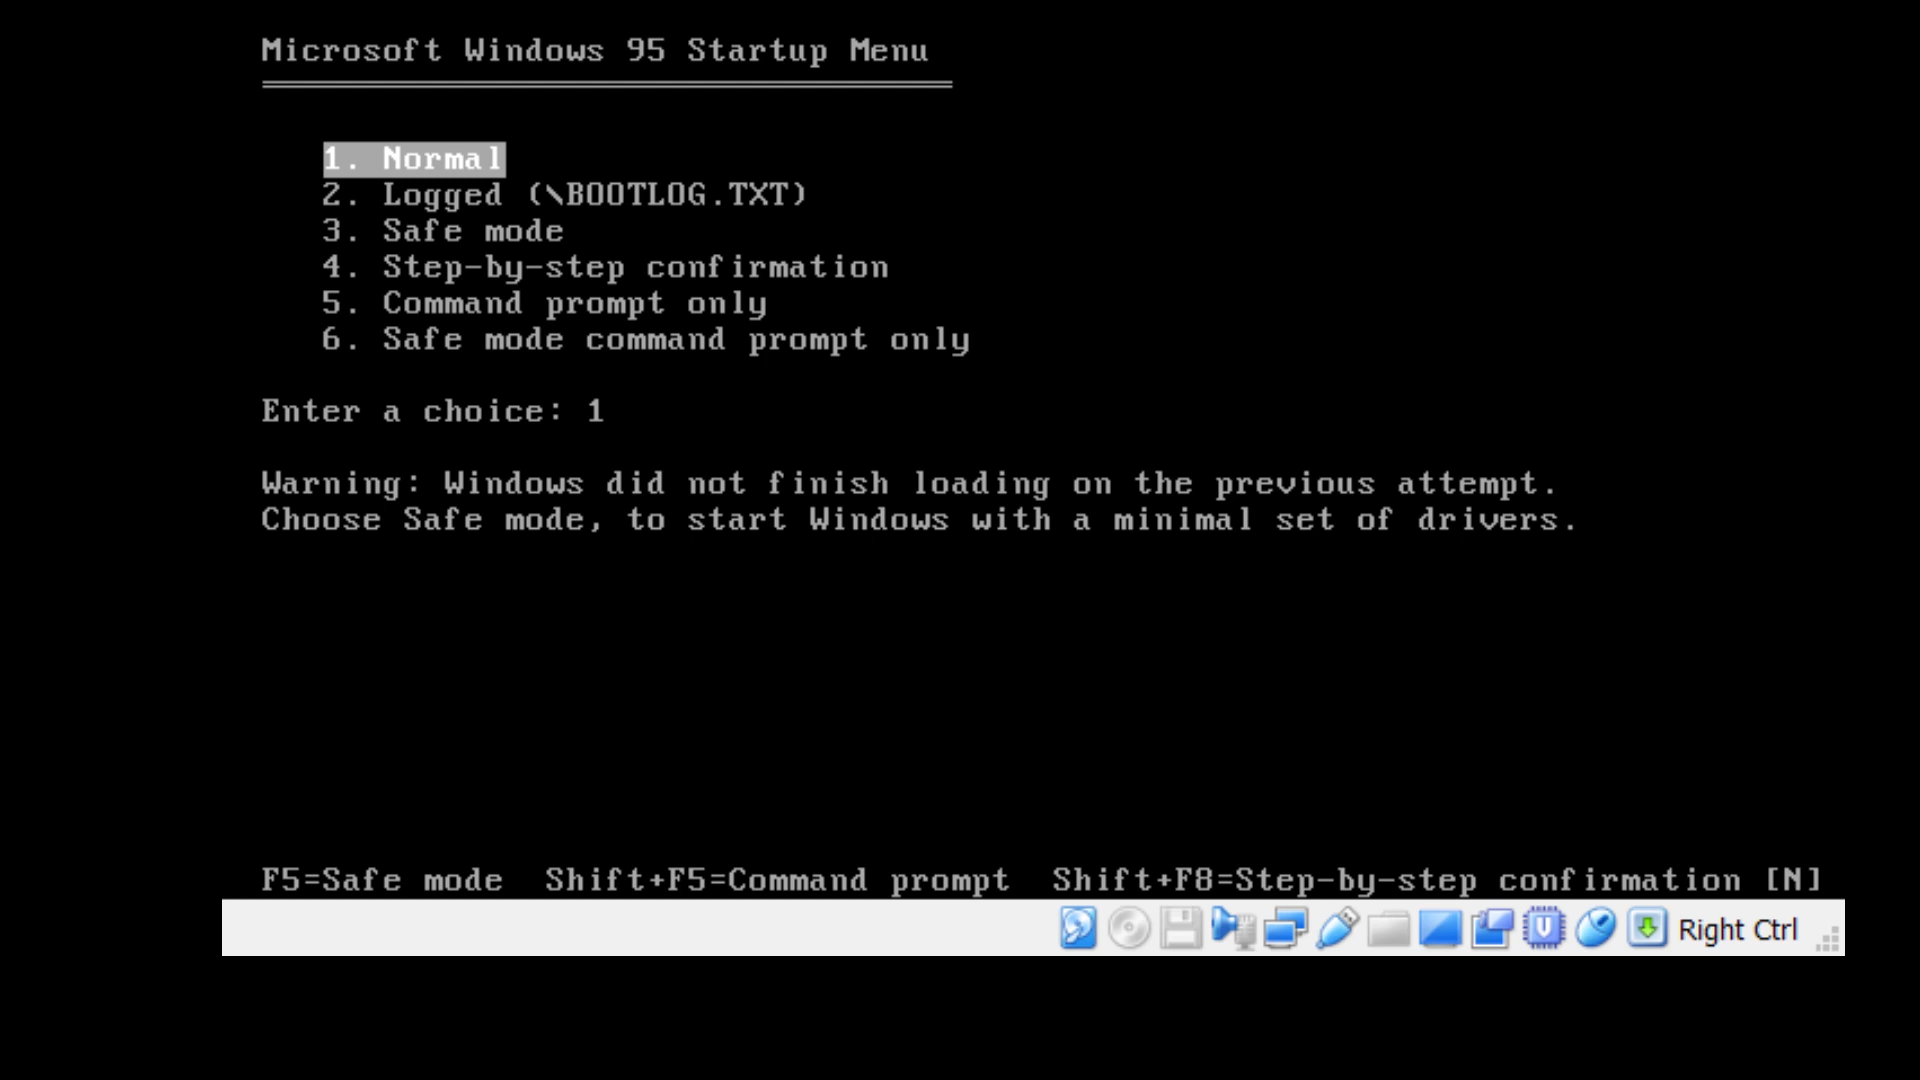 Microsoft Windows 95 Startup Menu
1. Normal
2. Logged (\BOOTLOG.TXT)
3. Safe mode
4. Step-by-step confirmation
5. Command prompt only
6. Safe mode command prompt only
Enter a choice: 1
Warning: Windows did not finish loading on the previous attempt.
Choose Safe mode, to start Windows with a minimal set of drivers.
F5=Safe mode  Shift+F5=Command prompt  Shift+F8=Step-by-step confirmation [N]
Right Ctrl